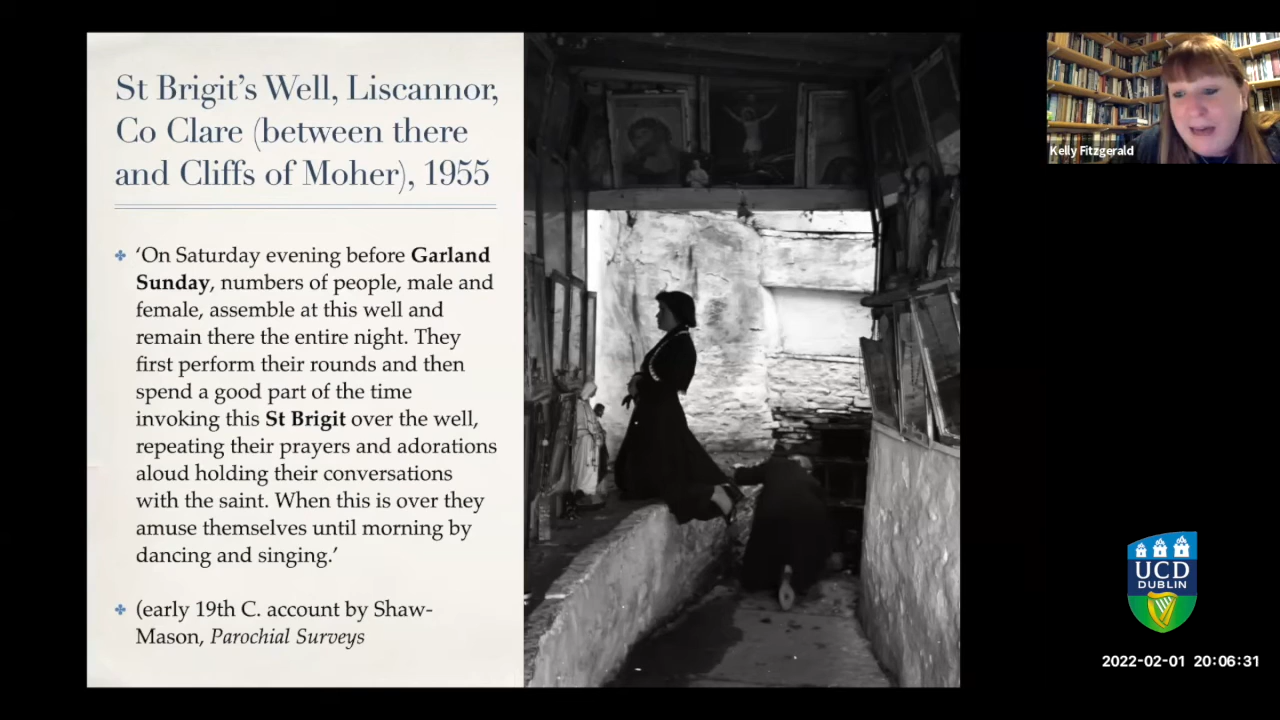 St Brigit's Well, Liscannor,
Co Clare (between there
and Cliffs of Moher), 1955
‘On Saturday evening before Garland
Sunday, numbers of people, male and
female, assemble at this well and
remain there the entire night. They
first perform their rounds and then
spend a good part of the time
invoking this St Brigit over the well,
repeating their prayers and adorations
aloud holding their conversations
with the saint. When this is over they
amuse themselves until morning by
dancing and singing.’
(early 19th C. account by Shaw-
Mason, Parochial Surveys
Kelly Fitzgerald
UCD
DUBLIN
2022-02-01 20:06:31